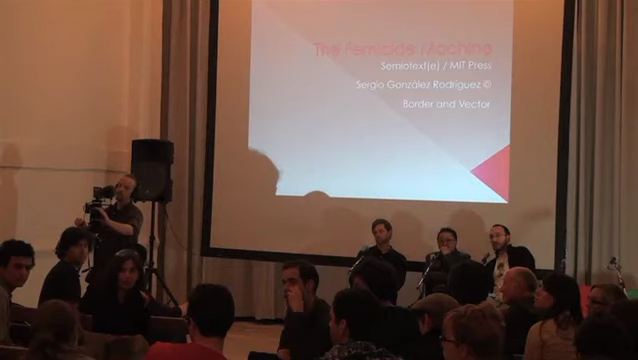 The Femicide Machine
Semiotext(e) / MIT Press
Sergio González Rodríguez ©
Border and Vector